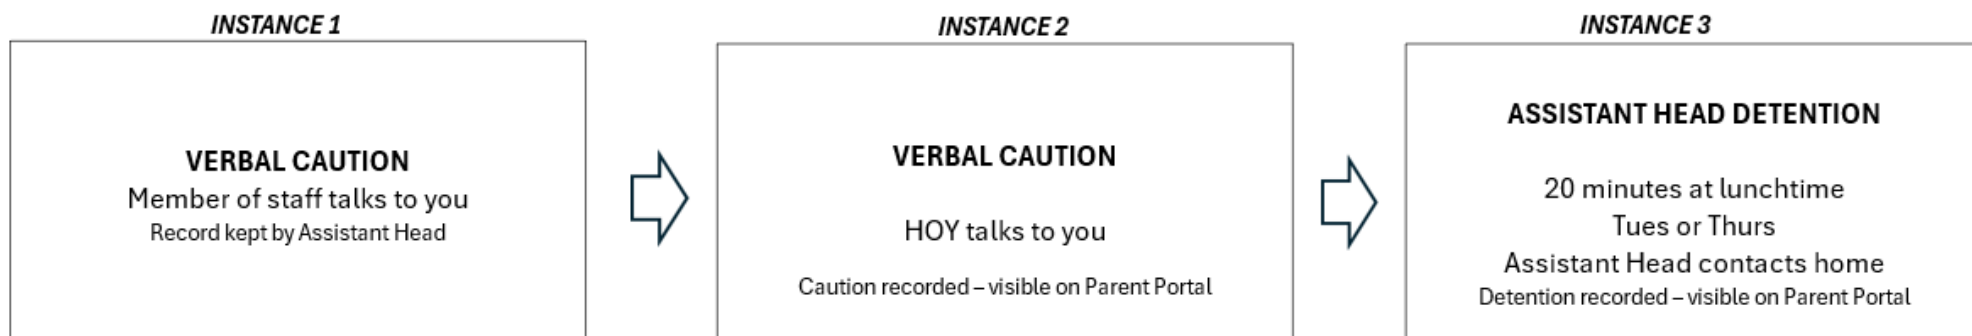 INSTANCE 1
VERBAL CAUTION
Member of staff talks to you
Record kept by Assistant Head
INSTANCE 2
VERBAL CAUTION
HOY talks to you
Caution recorded – visible on Parent Portal
INSTANCE 3
ASSISTANT HEAD DETENTION
20 minutes at lunchtime
Tues or Thurs
Assistant Head contacts home
Detention recorded – visible on Parent Portal